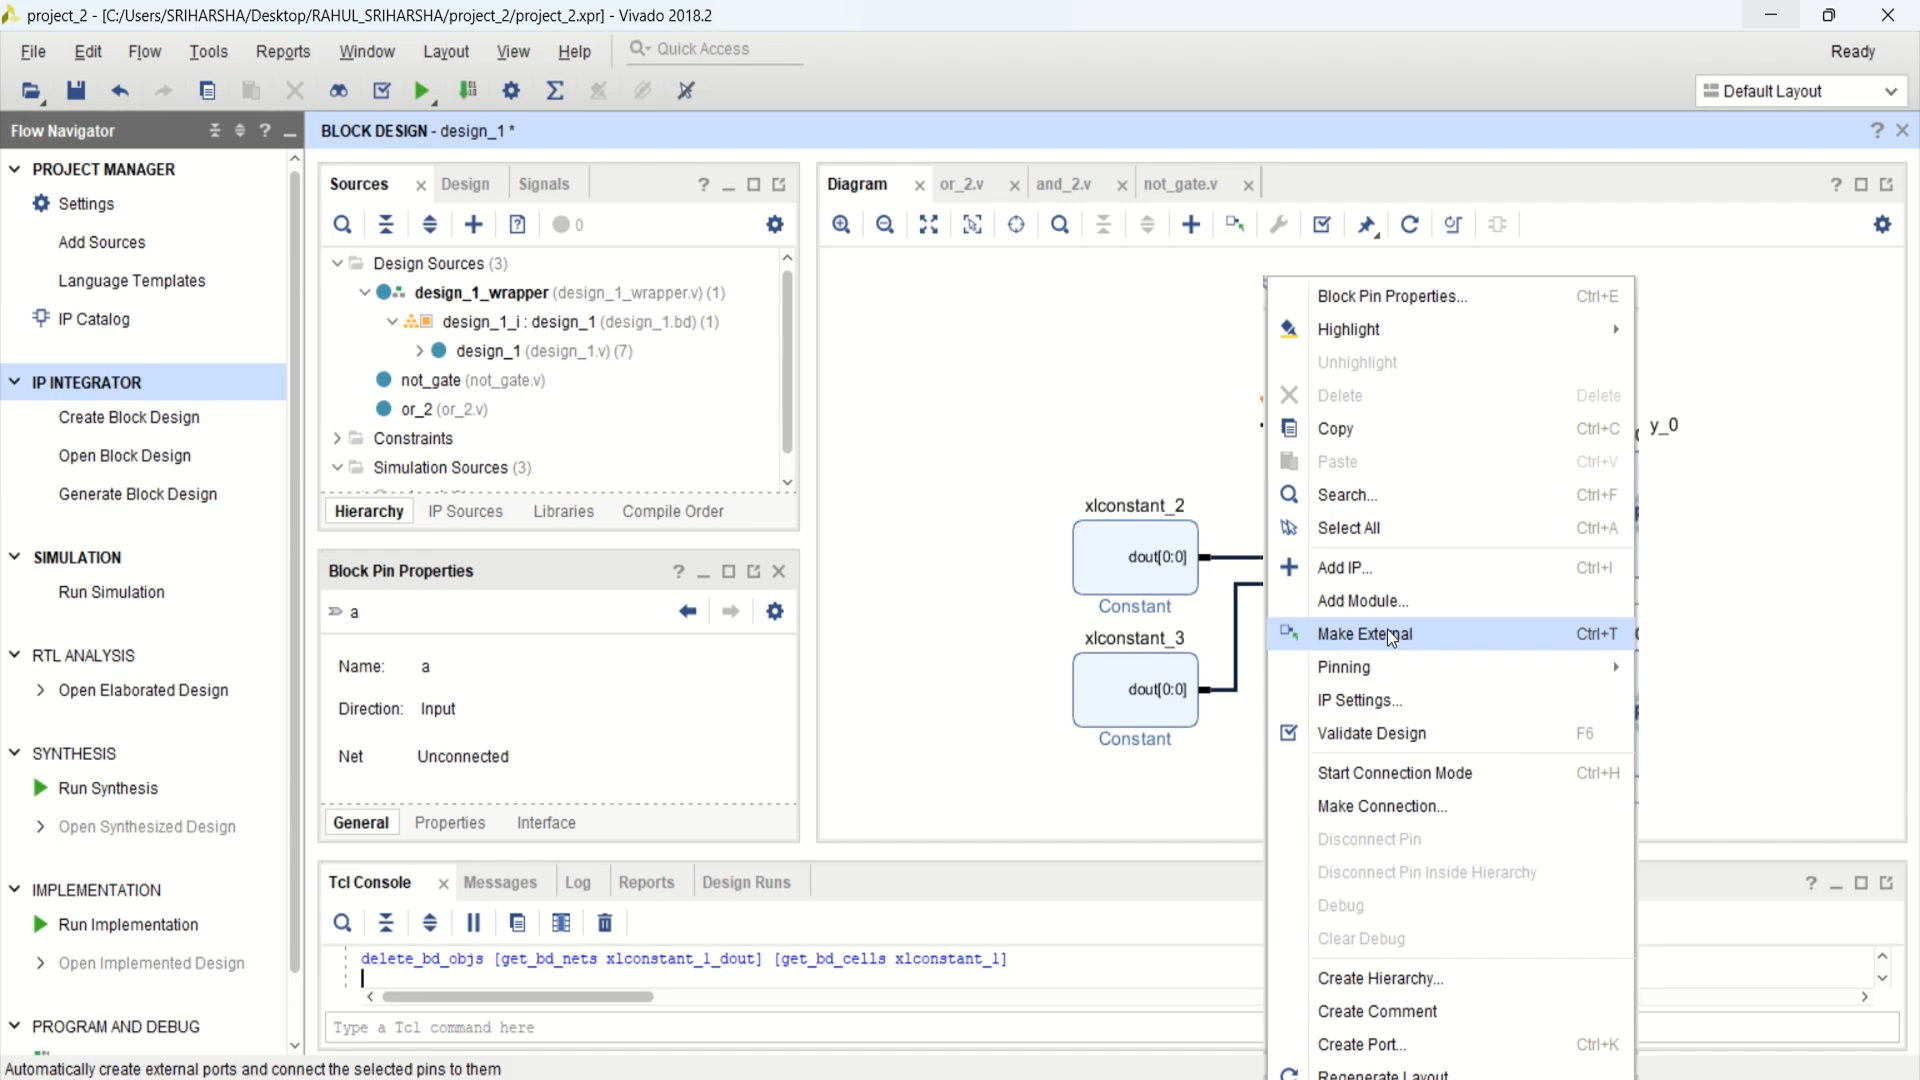 project_2 - [C:/Users/SRIHARSHA/Desktop/RAHUL_SRIHARSHA/project_2/project_2.xpr] - Vivado 2018.2
File Edit Flow Tools Reports Window Layout View Help Quick Access Ready
Default Layout
Flow Navigator
PROJECT MANAGER
Settings
Add Sources
Language Templates
IP Catalog
IP INTEGRATOR
Create Block Design
Open Block Design
Generate Block Design
SIMULATION
Run Simulation
RTL ANALYSIS
Open Elaborated Design
SYNTHESIS
Run Synthesis
Open Synthesized Design
IMPLEMENTATION
Run Implementation
Open Implemented Design
PROGRAM AND DEBUG
BLOCK DESIGN - design_1 *
Sources Design Signals
0
Design Sources (3)
design_1_wrapper (design_1_wrapper.v) (1)
design_1_i : design_1 (design_1.bd) (1)
design_1 (design_1.v) (7)
not_gate (not_gate.v)
or_2 (or_2.v)
Constraints
Simulation Sources (3)
Hierarchy IP Sources Libraries Compile Order
Block Pin Properties
a
Name: a
Direction: Input
Net Unconnected
General Properties Interface
Diagram or_2.v and_2.v not_gate.v
xlconstant_2
dout[0:0]
Constant
xlconstant_3
dout[0:0]
Constant
y_0
Block Pin Properties... Ctrl+E
Highlight
Unhighlight
Delete Delete
Copy Ctrl+C
Paste Ctrl+V
Search... Ctrl+F
Select All Ctrl+A
Add IP... Ctrl+I
Add Module...
Make External Ctrl+T
Pinning
IP Settings...
Validate Design F6
Start Connection Mode Ctrl+H
Make Connection...
Disconnect Pin
Disconnect Pin Inside Hierarchy
Debug
Clear Debug
Create Hierarchy...
Create Comment
Create Port... Ctrl+K
Regenerate Layout
Tcl Console Messages Log Reports Design Runs
delete_bd_objs [get_bd_nets xlconstant_1_dout] [get_bd_cells xlconstant_1]
Type a Tcl command here
Automatically create external ports and connect the selected pins to them